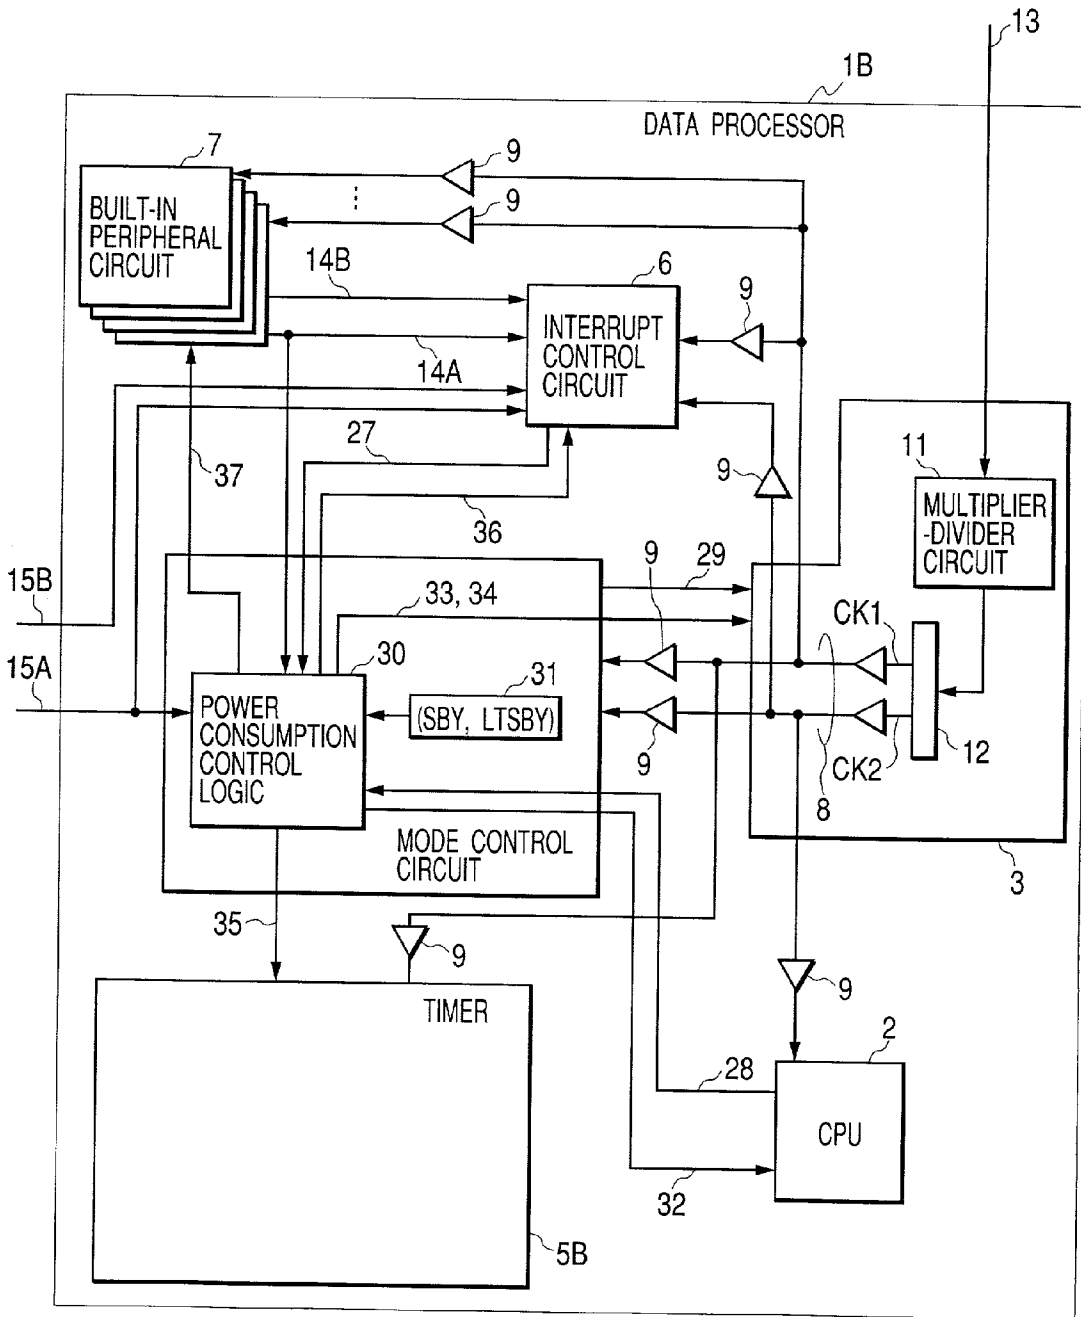 13
1B
DATA PROCESSOR
7
9
9
BUILT-IN
PERIPHERAL
CIRCUIT
14B
6
9
INTERRUPT
CONTROL
CIRCUIT
14A
27
37
9
11
MULTIPLIER
-DIVIDER
CIRCUIT
36
15B
9
29
33, 34
CK1
15A
30
31
POWER
CONSUMPTION
CONTROL
LOGIC
(SBY, LTSBY)
9
CK2
12
8
MODE CONTROL
CIRCUIT
3
35
9
9
TIMER
2
28
CPU
32
5B